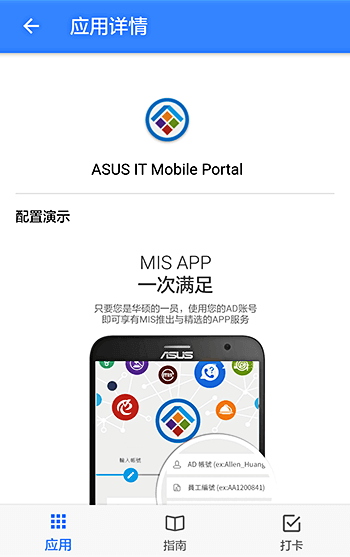 应用详情
ASUS IT Mobile Portal
配置演示
MIS APP
一次满足
只要您是华硕的一员，使用您的AD账号
即可享有MIS推出与精选的APP服务
ASUS
MIS
輸入帳號
AD 帳號 (ex:Allen_Huang
員工編號 (ex:AA1200841)
应用
指南
打卡